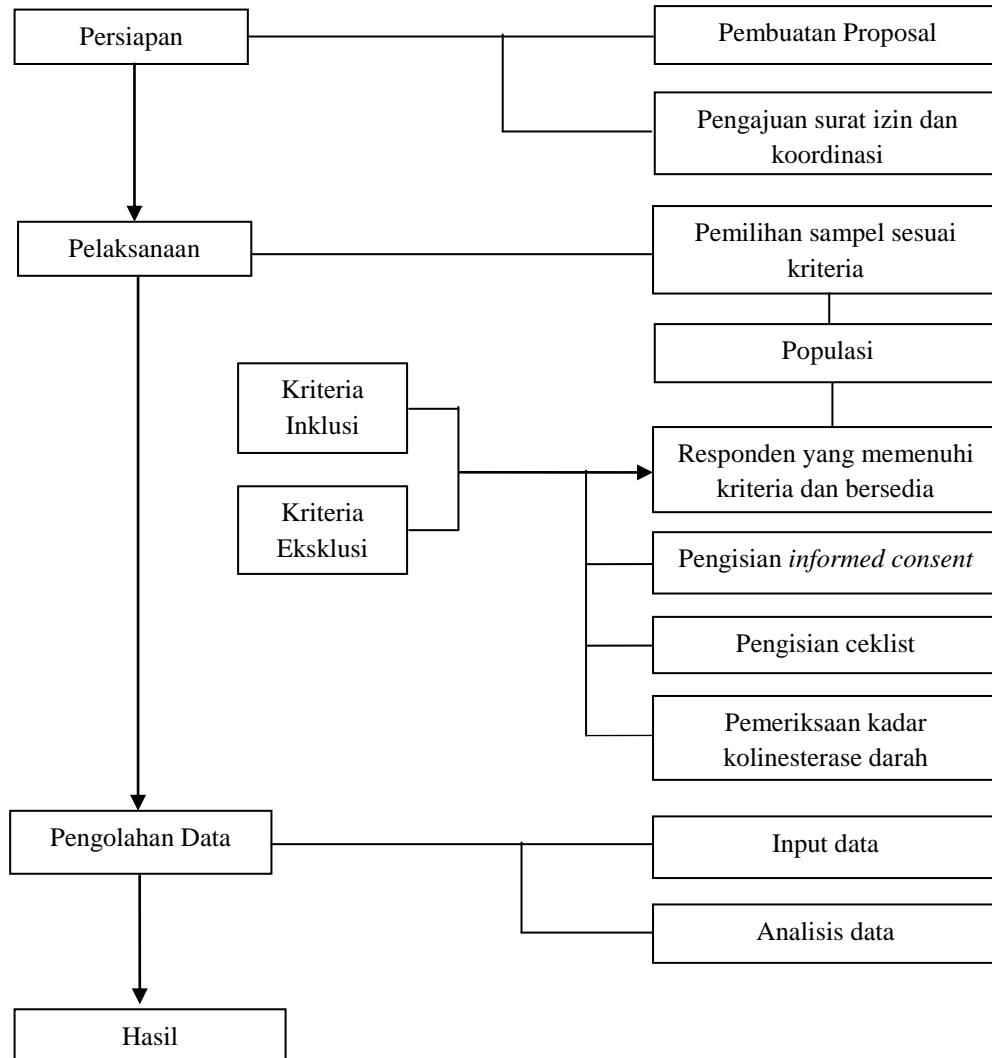 Persiapan
Pembuatan Proposal
Pengajuan surat izin dan
koordinasi
Pelaksanaan
Pemilihan sampel sesuai
kriteria
Populasi
Kriteria
Inklusi
Responden yang memenuhi
kriteria dan bersedia
Kriteria
Eksklusi
Pengisian informed consent
Pengisian ceklist
Pemeriksaan kadar
kolinesterase darah
Pengolahan Data
Input data
Analisis data
Hasil